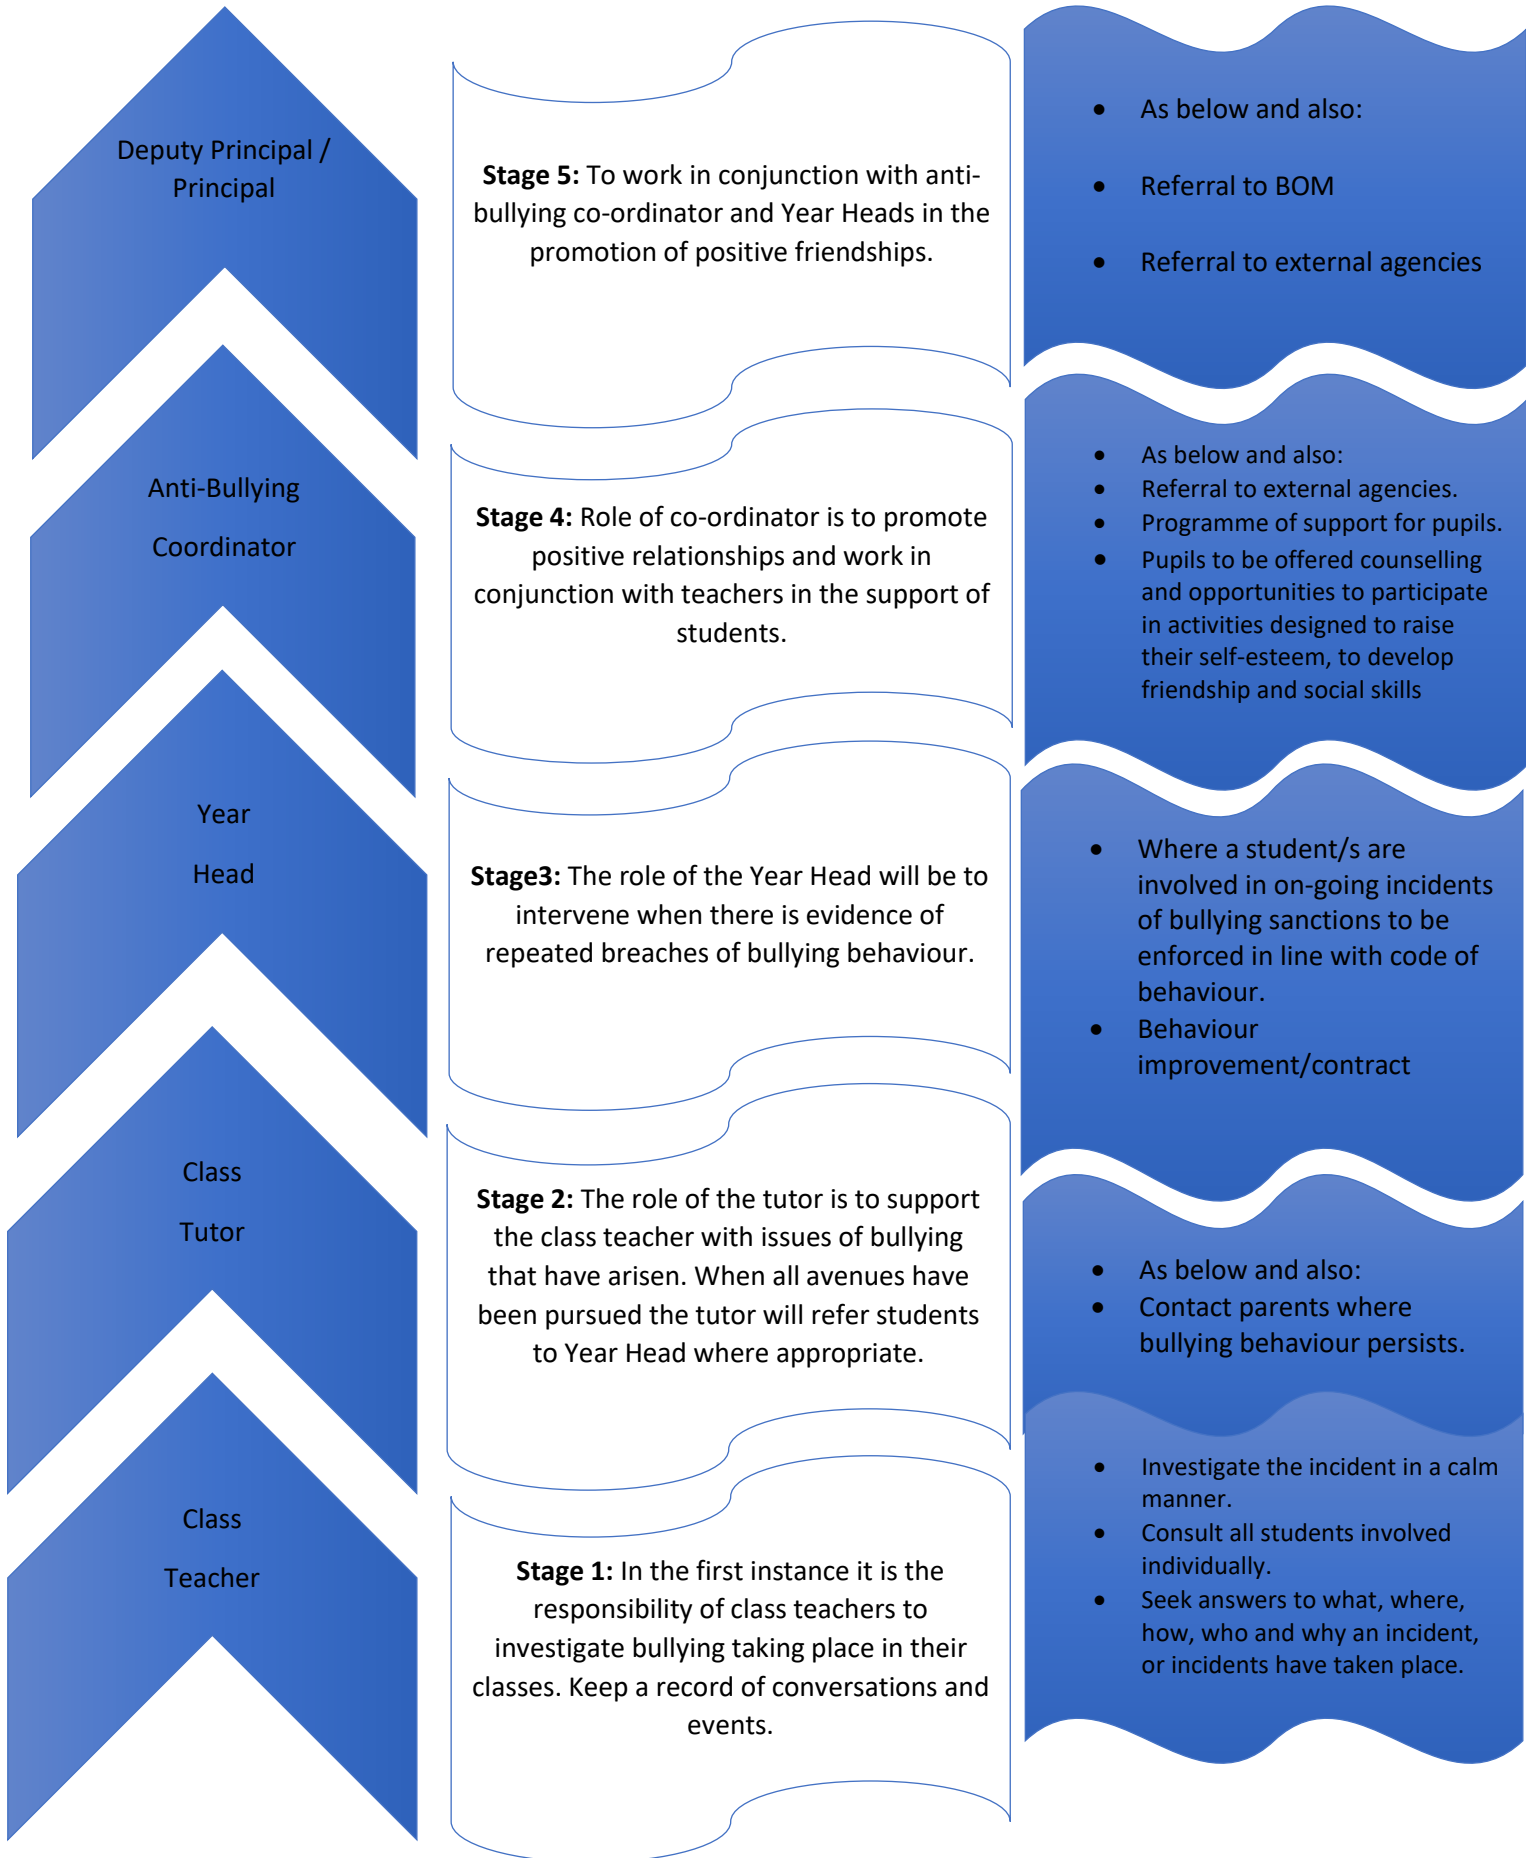 Deputy Principal /
Principal
Stage 5: To work in conjunction with anti-
bullying co-ordinator and Year Heads in the
promotion of positive friendships.
• As below and also:
• Referral to BOM
• Referral to external agencies
Anti-Bullying
Coordinator
Stage 4: Role of co-ordinator is to promote
positive relationships and work in
conjunction with teachers in the support of
students.
• As below and also:
• Referral to external agencies.
• Programme of support for pupils.
• Pupils to be offered counselling
and opportunities to participate
in activities designed to raise
their self-esteem, to develop
friendship and social skills
Year
Head
Stage3: The role of the Year Head will be to
intervene when there is evidence of
repeated breaches of bullying behaviour.
• Where a student/s are
involved in on-going incidents
of bullying sanctions to be
enforced in line with code of
behaviour.
• Behaviour
improvement/contract
Class
Tutor
Stage 2: The role of the tutor is to support
the class teacher with issues of bullying
that have arisen. When all avenues have
been pursued the tutor will refer students
to Year Head where appropriate.
• As below and also:
• Contact parents where
bullying behaviour persists.
Class
Teacher
Stage 1: In the first instance it is the
responsibility of class teachers to
investigate bullying taking place in their
classes. Keep a record of conversations and
events.
• Investigate the incident in a calm
manner.
• Consult all students involved
individually.
• Seek answers to what, where,
how, who and why an incident,
or incidents have taken place.